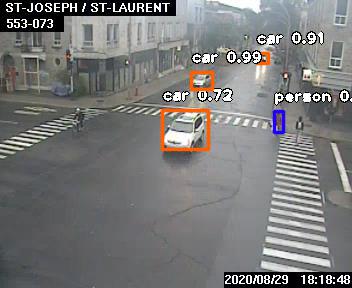 ST-JOSEPH / ST-LAURENT
553-073
car 0.91
car 0.99
car 0.72
person 0.
2020/08/29 18:18:48